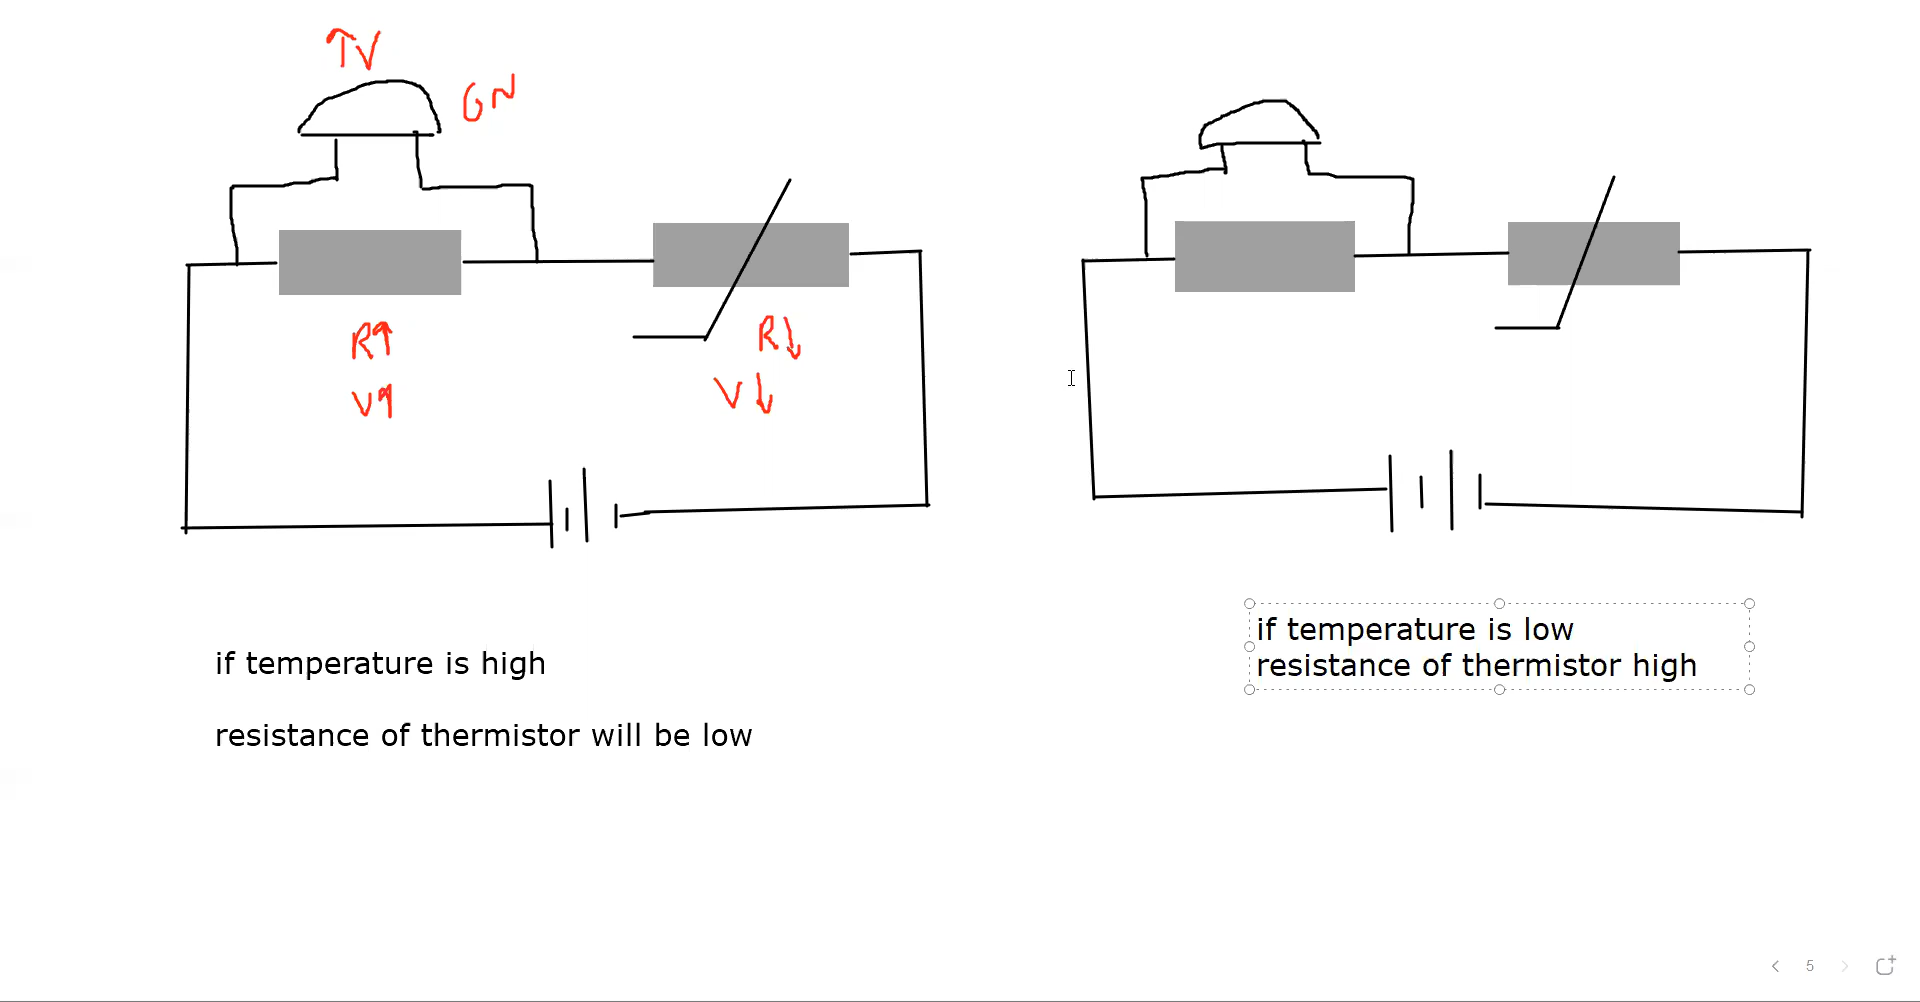 ↑V
ON
R↑
V↑
R↓
V↓
if temperature is high
resistance of thermistor will be low
if temperature is low
resistance of thermistor high
5